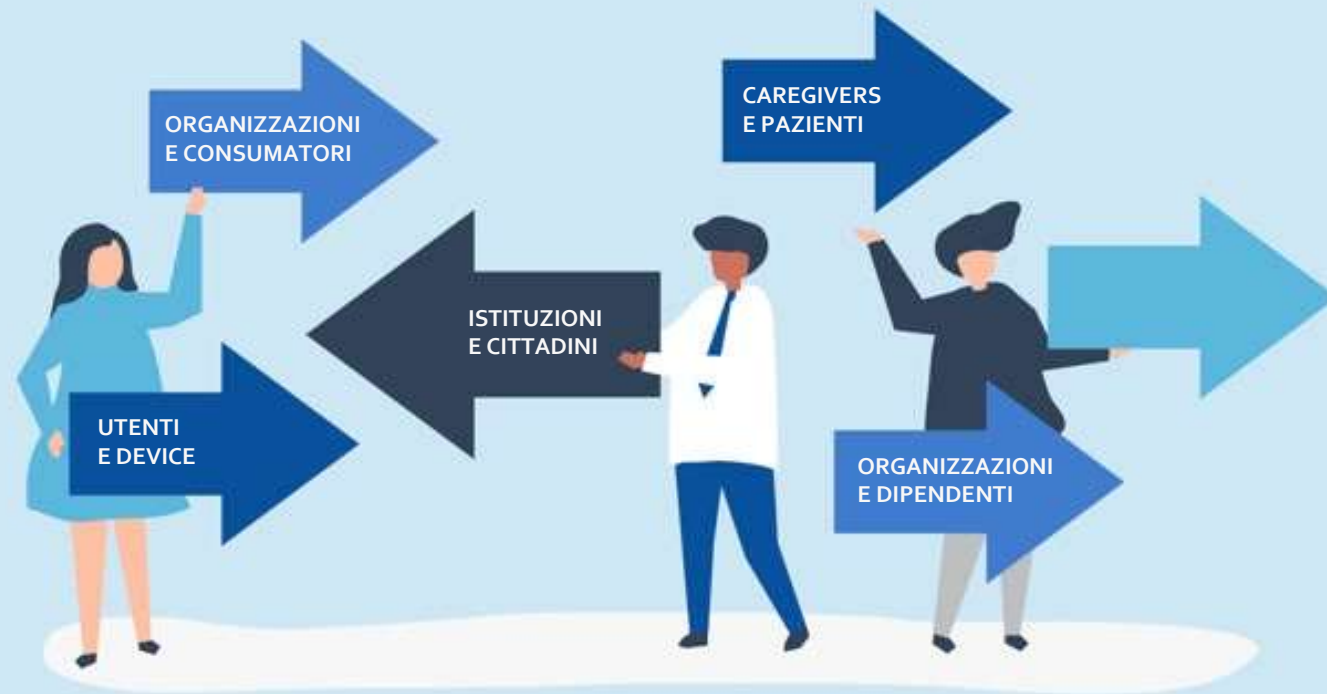 ORGANIZZAZIONI
E CONSUMATORI
CAREGIVERS
E PAZIENTI
ISTITUZIONI
E CITTADINI
UTENTI
E DEVICE
ORGANIZZAZIONI
E DIPENDENTI